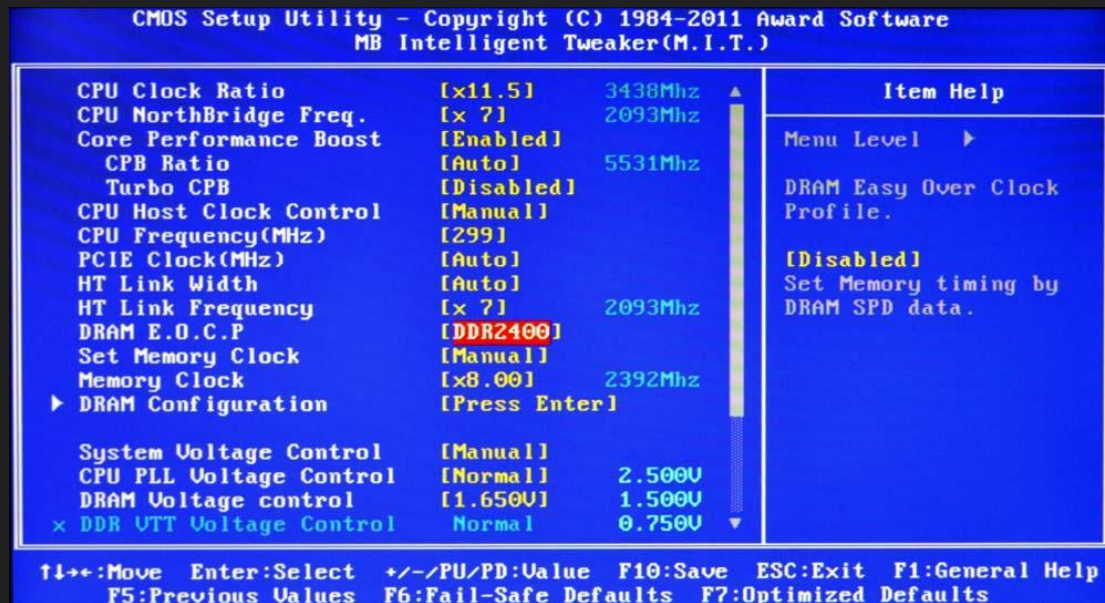 CMOS Setup Utility - Copyright (C) 1984-2011 Award Software
MB Intelligent Tweaker(M.I.T.)
CPU Clock Ratio [x11.5] 3438Mhz
CPU NorthBridge Freq. [x 7] 2093Mhz
Core Performance Boost [Enabled]
CPB Ratio [Auto] 5531Mhz
Turbo CPB [Disabled]
CPU Host Clock Control [Manual]
CPU Frequency(MHz) [299]
PCIE Clock(MHz) [Auto]
HT Link Width [Auto]
HT Link Frequency [x 7] 2093Mhz
DRAM E.O.C.P [DDR2400]
Set Memory Clock [Manual]
Memory Clock [x8.00] 2392Mhz
DRAM Configuration [Press Enter]
System Voltage Control [Manual]
CPU PLL Voltage Control [Normal] 2.500V
DRAM Voltage control [1.650V] 1.500V
x DDR VTT Voltage Control Normal 0.750V
Item Help
Menu Level
DRAM Easy Over Clock
Profile.
[Disabled]
Set Memory timing by
DRAM SPD data.
↑↓→←:Move Enter:Select +/-/PU/PD:Value F10:Save ESC:Exit F1:General Help
F5:Previous Values F6:Fail-Safe Defaults F7:Optimized Defaults